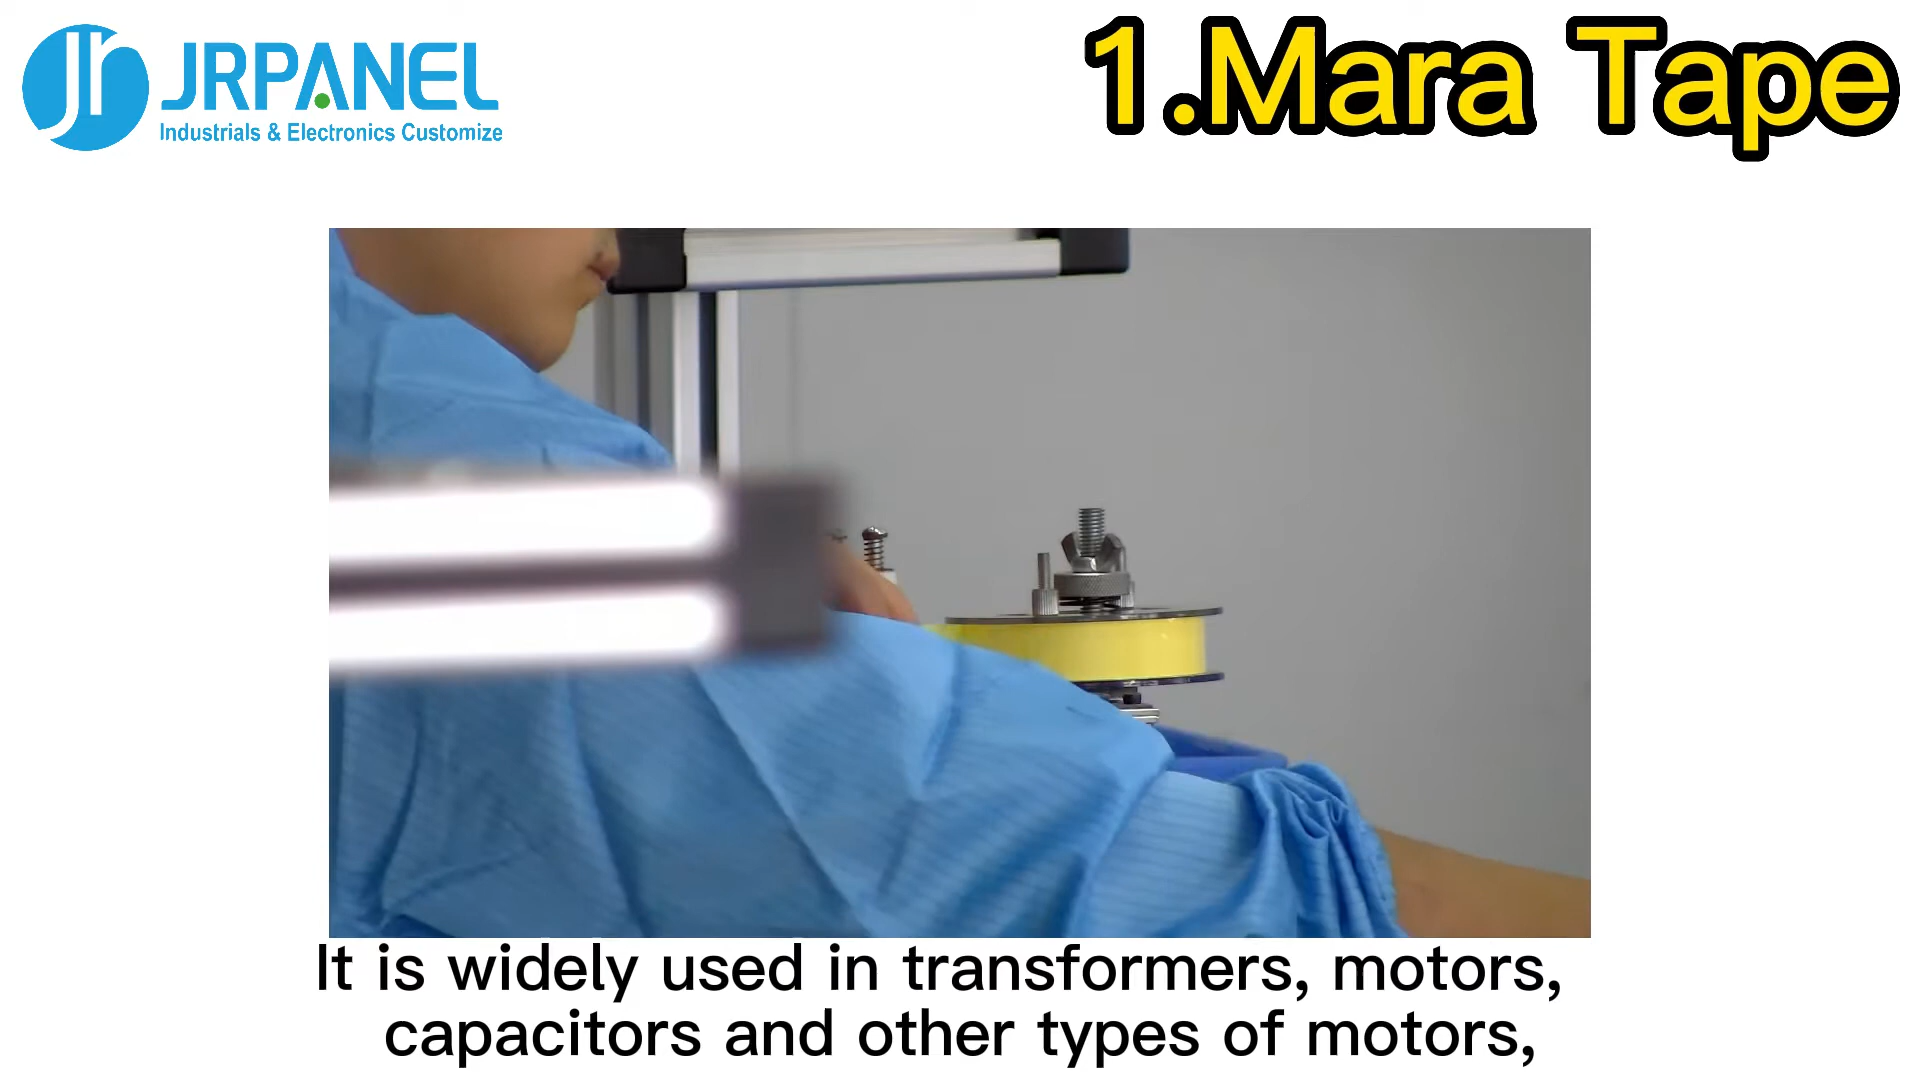 JRPANEL
Industrials & Electronics Customize
1.Mara Tape
It is widely used in transformers, motors,
capacitors and other types of motors,